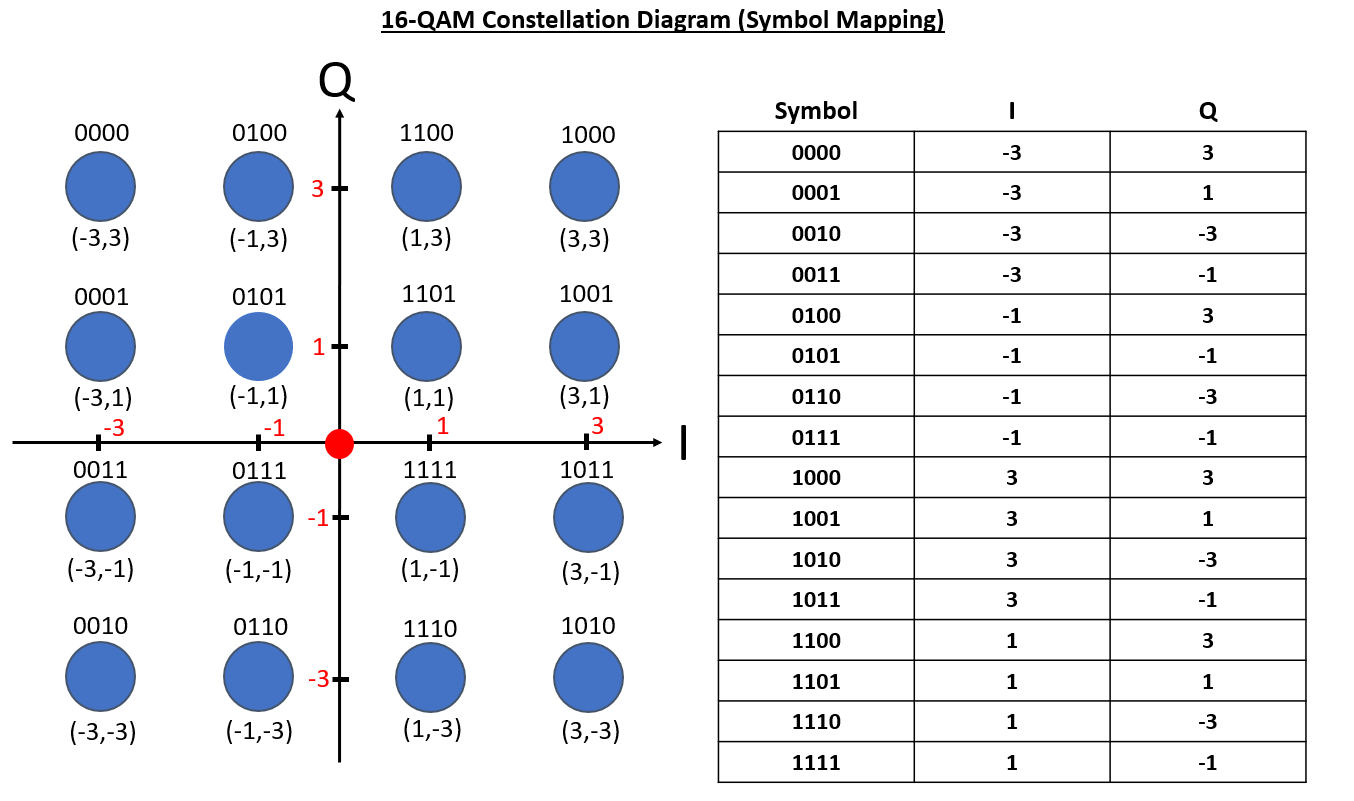 16-QAM Constellation Diagram (Symbol Mapping)
Q
0000 0100 1100 1000
3
(-3,3) (-1,3) (1,3) (3,3)
0001 0101 1101 1001
1
(-3,1) (-1,1) (1,1) (3,1)
-3 -1 1 3
I
0011 0111 1111 1011
-1
(-3,-1) (-1,-1) (1,-1) (3,-1)
0010 0110 1110 1010
-3
(-3,-3) (-1,-3) (1,-3) (3,-3)
Symbol I Q
0000 -3 3
0001 -3 1
0010 -3 -3
0011 -3 -1
0100 -1 3
0101 -1 -1
0110 -1 -3
0111 -1 -1
1000 3 3
1001 3 1
1010 3 -3
1011 3 -1
1100 1 3
1101 1 1
1110 1 -3
1111 1 -1